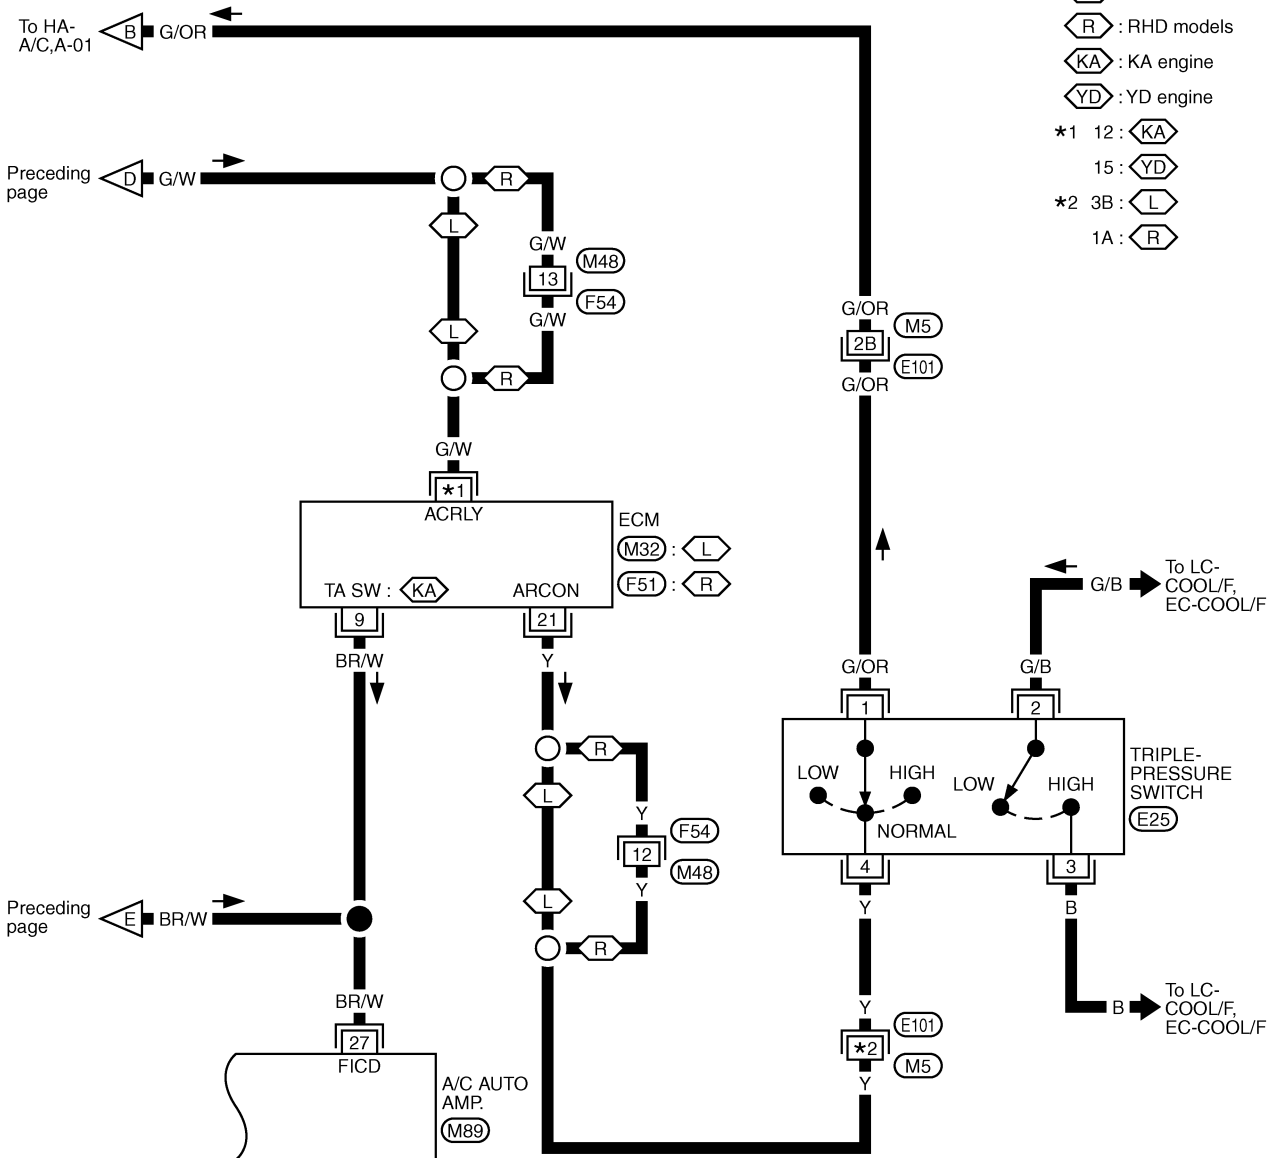 To HA-
A/C,A-01
B
G/OR
R : RHD models
KA : KA engine
YD : YD engine
*1 12 : KA
15 : YD
*2 3B : L
1A : R
Preceding
page
D
G/W
R
L
G/W
13
M48
F54
G/W
L
R
G/W
*1
ACRLY
ECM
M32 : L
F51 : R
TA SW : KA
ARCON
9
21
BR/W
Y
G/OR
2B
M5
E101
G/OR
G/OR
1
To LC-
COOL/F,
EC-COOL/F
G/B
G/B
2
LOW
HIGH
NORMAL
LOW
HIGH
TRIPLE-
PRESSURE
SWITCH
E25
4
3
Y
B
R
L
Y
12
F54
M48
Y
L
R
Preceding
page
E
BR/W
BR/W
27
FICD
A/C AUTO
AMP.
M89
Y
*2
E101
M5
Y
B
To LC-
COOL/F,
EC-COOL/F